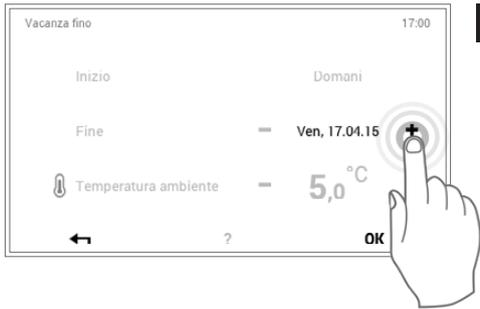 Vacanza fino 17:00
Inizio Domani
Fine − Ven, 17.04.15 +
Temperatura ambiente − 5,0 °C
? OK